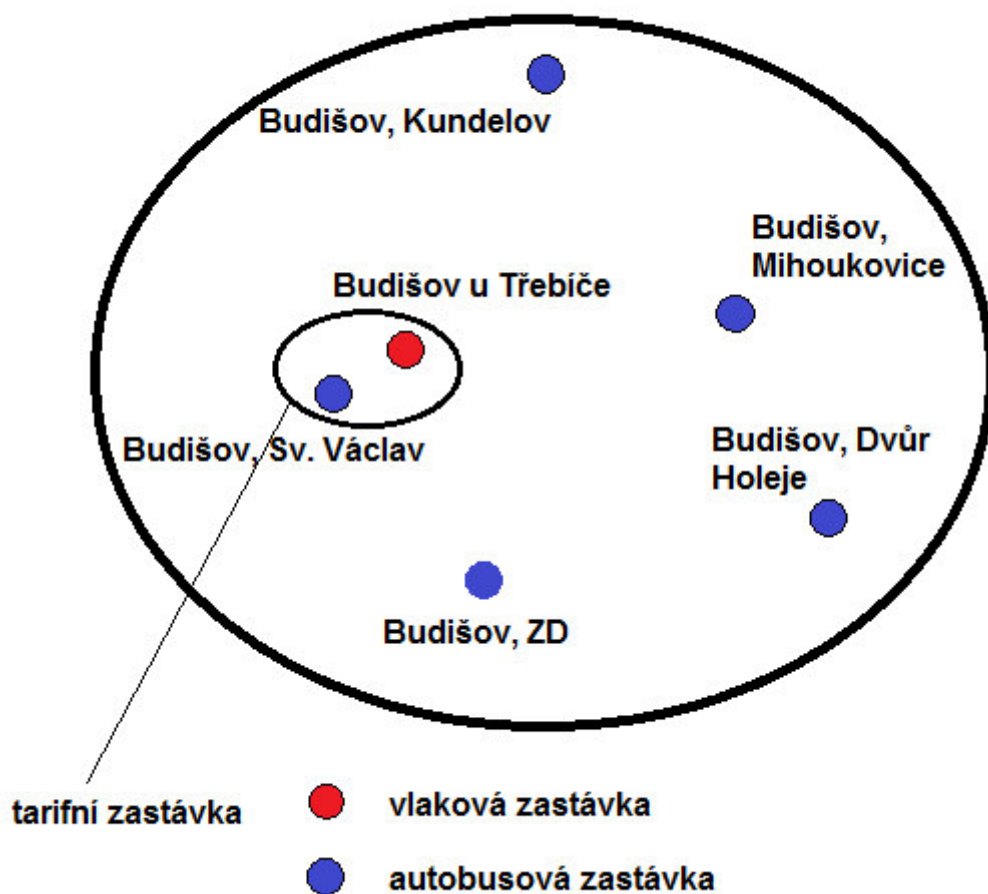 Budišov, Kundelov
Budišov,
Mihoukovice
Budišov u Třebíče
Budišov, Sv. Václav
Budišov, Dvůr
Holeje
Budišov, ZD
tarifní zastávka
vlaková zastávka
autobusová zastávka